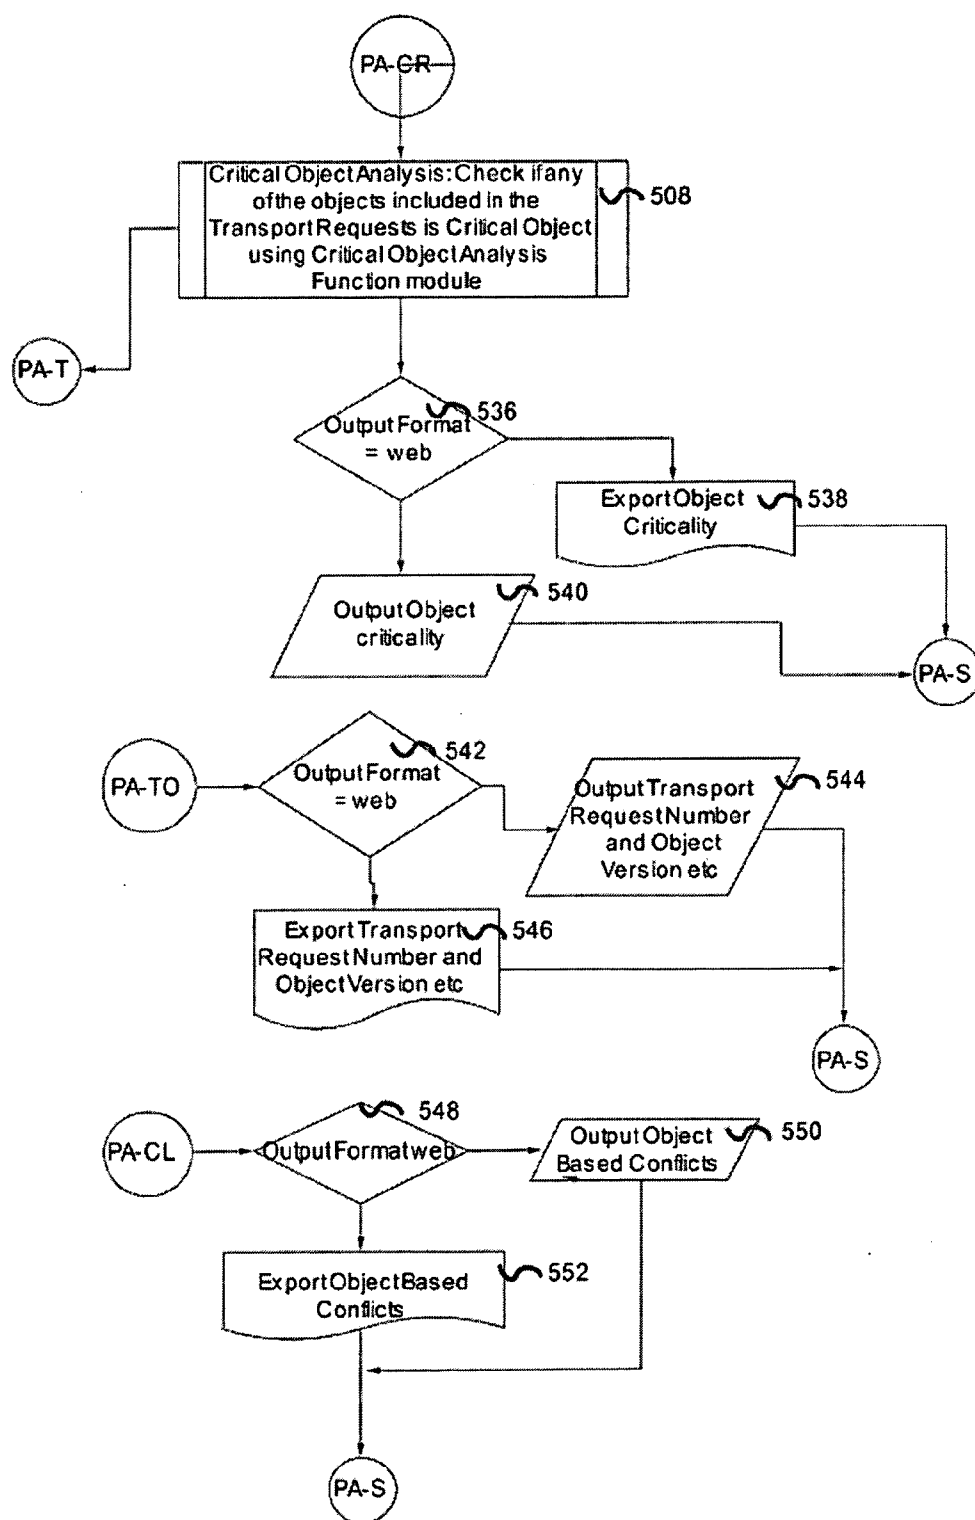 PA-CR
Critical Object Analysis: Check if any
of the objects included in the
Transport Requests is Critical Object
using Critical Object Analysis
Function module
508
PA-T
Output Format
= web
536
Export Object
Criticality
538
Output Object
criticality
540
PA-S
PA-TO
Output Format
= web
542
Output Transport
Request Number
and Object
Version etc
544
Export Transport
Request Number and
Object Version etc
546
PA-S
PA-CL
Output Format web
548
Output Object
Based Conflicts
550
Export Object Based
Conflicts
552
PA-S